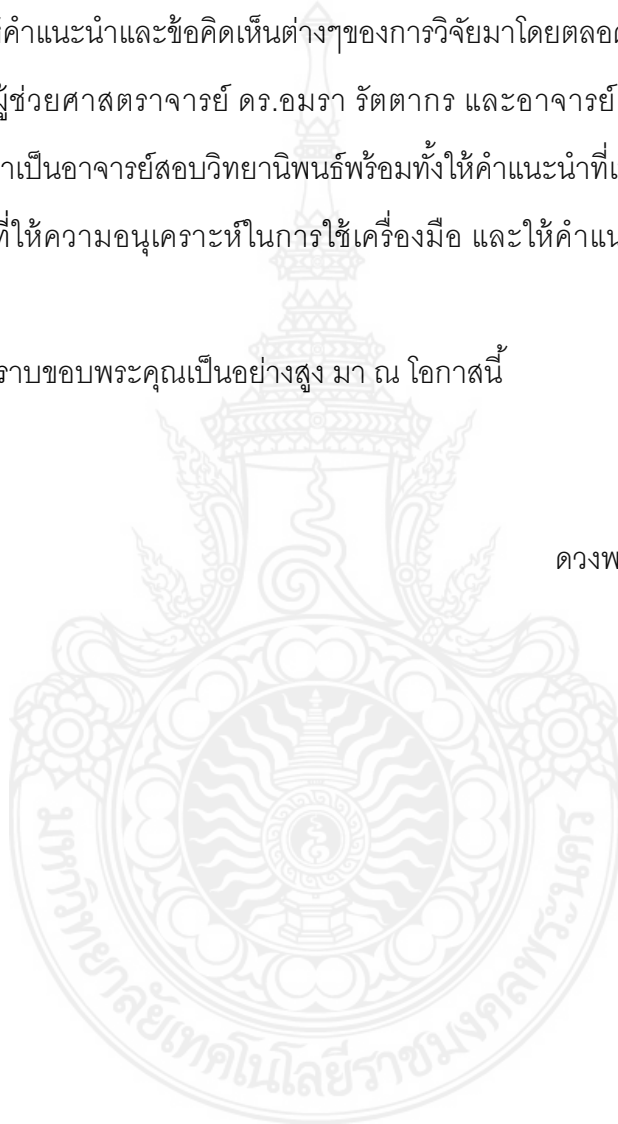 คำแนะนำและข้อคิดเห็นต่างๆของการวิจัยมาโดยตลอด
ผู้ช่วยศาสตราจารย์ ดร.อมรา รัตตากร และอาจารย์
าเป็นอาจารย์สอบวิทยานิพนธ์พร้อมทั้งให้คำแนะนำที่เ
ที่ให้ความอนุเคราะห์ในการใช้เครื่องมือ และให้คำแน
ราบขอบพระคุณเป็นอย่างสูง มา ณ โอกาสนี้
ดวงพ
มหาวิทยาลัยเทคโนโลยีราชมงคลพระนคร